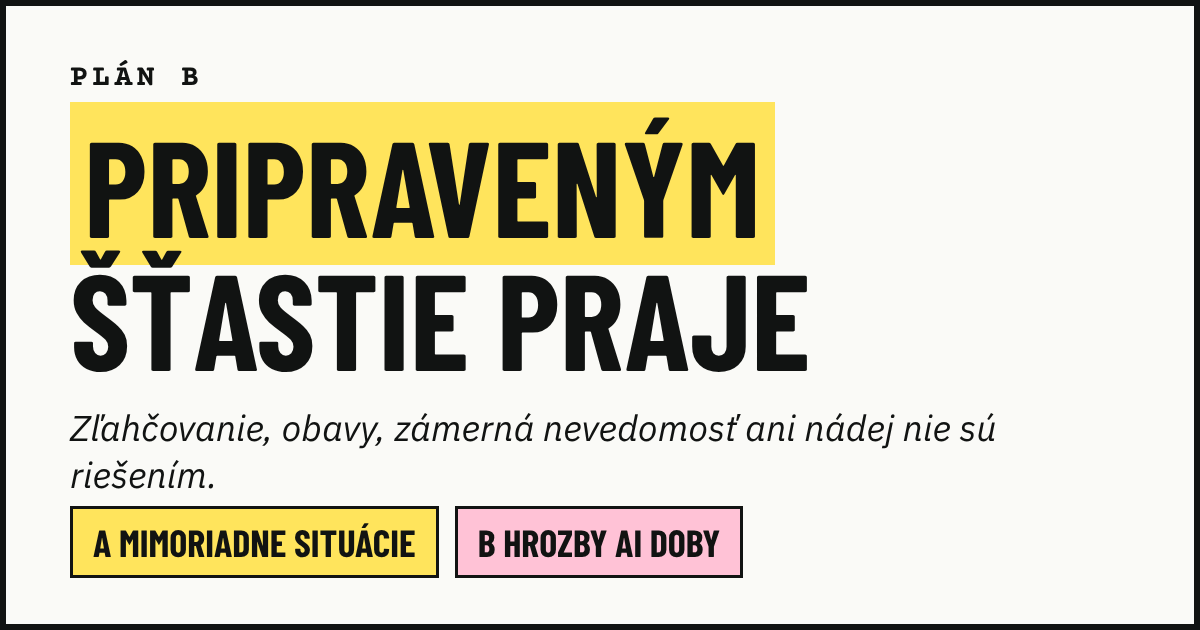 PLÁN B
PRIPRAVENÝM
ŠŤASTIE PRAJE
Zľahčovanie, obavy, zámerná nevedomosť ani nádej nie sú
riešením.
A MIMORIADNE SITUÁCIE
B HROZBY AI DOBY